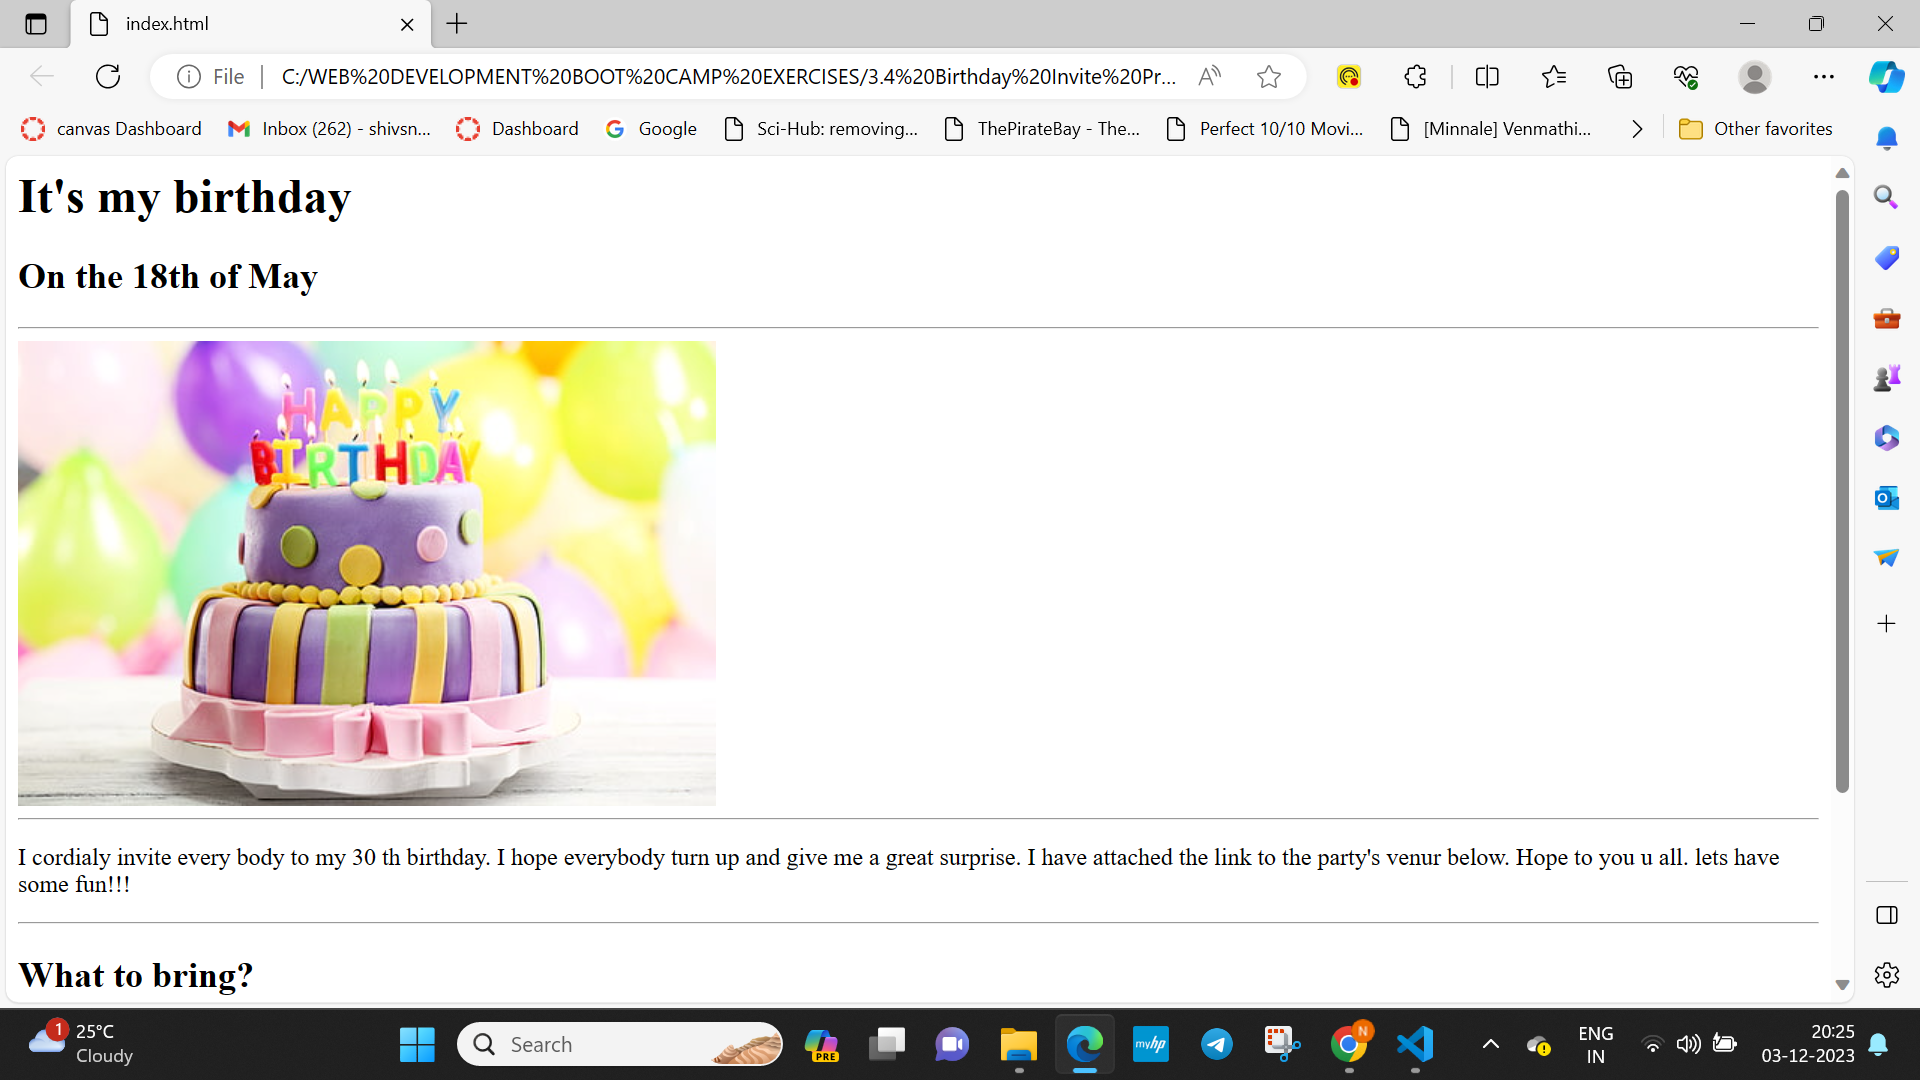 index.html
File
C:/WEB%20DEVELOPMENT%20BOOT%20CAMP%20EXERCISES/3.4%20Birthday%20Invite%20Pr...
canvas Dashboard
Inbox (262) - shivsn...
Dashboard
Google
Sci-Hub: removing...
ThePirateBay - The...
Perfect 10/10 Movi...
[Minnale] Venmathi...
Other favorites
It's my birthday
On the 18th of May
HAPPY
BIRTHDAY
I cordialy invite every body to my 30 th birthday. I hope everybody turn up and give me a great surprise. I have attached the link to the party's venur below. Hope to you u all. lets have
some fun!!!
What to bring?
1
25°C
Cloudy
Search
PRE
myhp
N
ENG
IN
20:25
03-12-2023